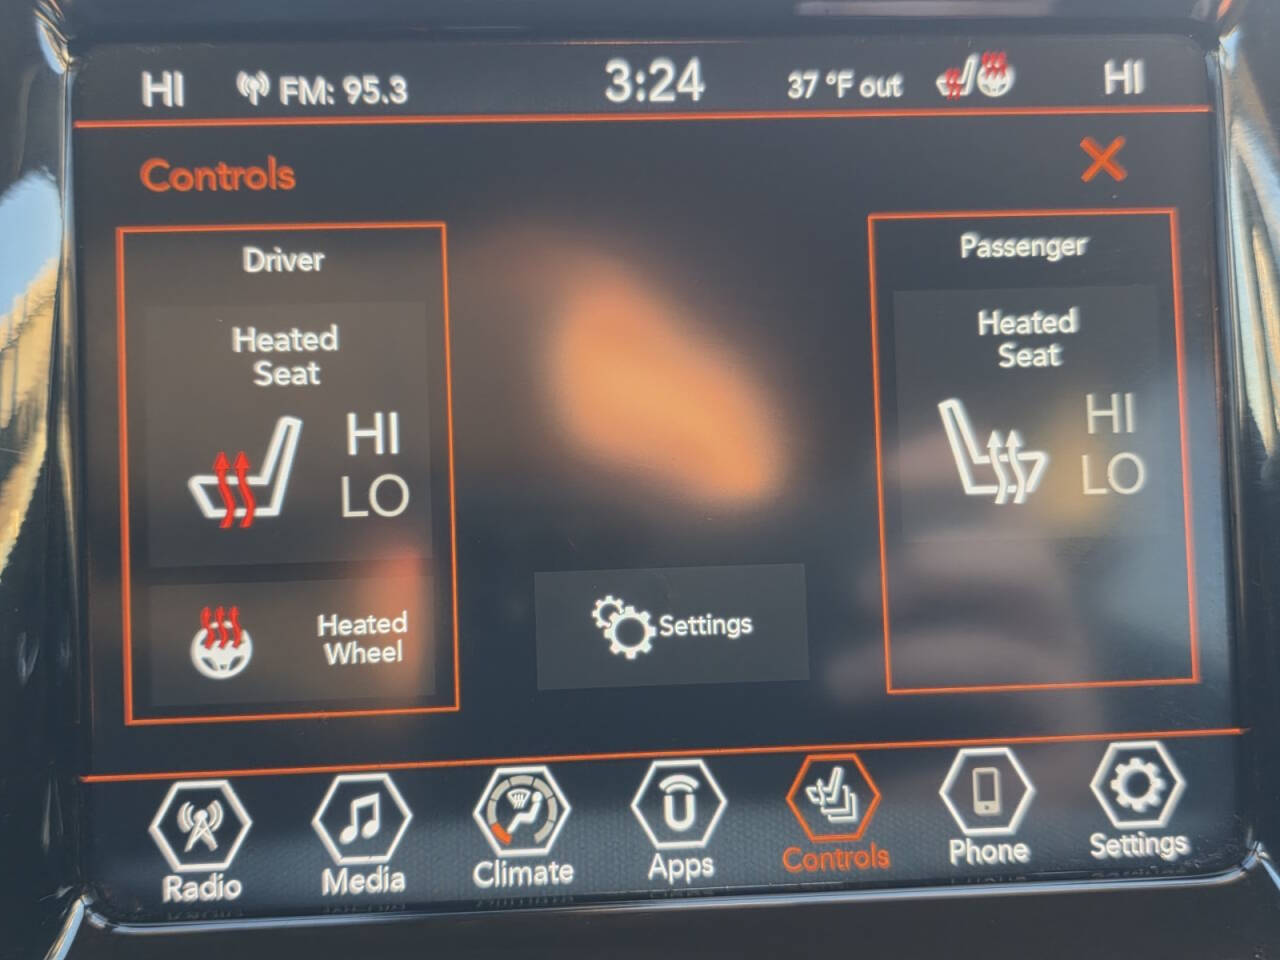 HI FM: 95.3 3:24 37 °F out HI
Controls
Driver
Heated
Seat
HI
LO
Heated
Wheel
Settings
Passenger
Heated
Seat
HI
LO
Radio Media Climate Apps Controls Phone Settings